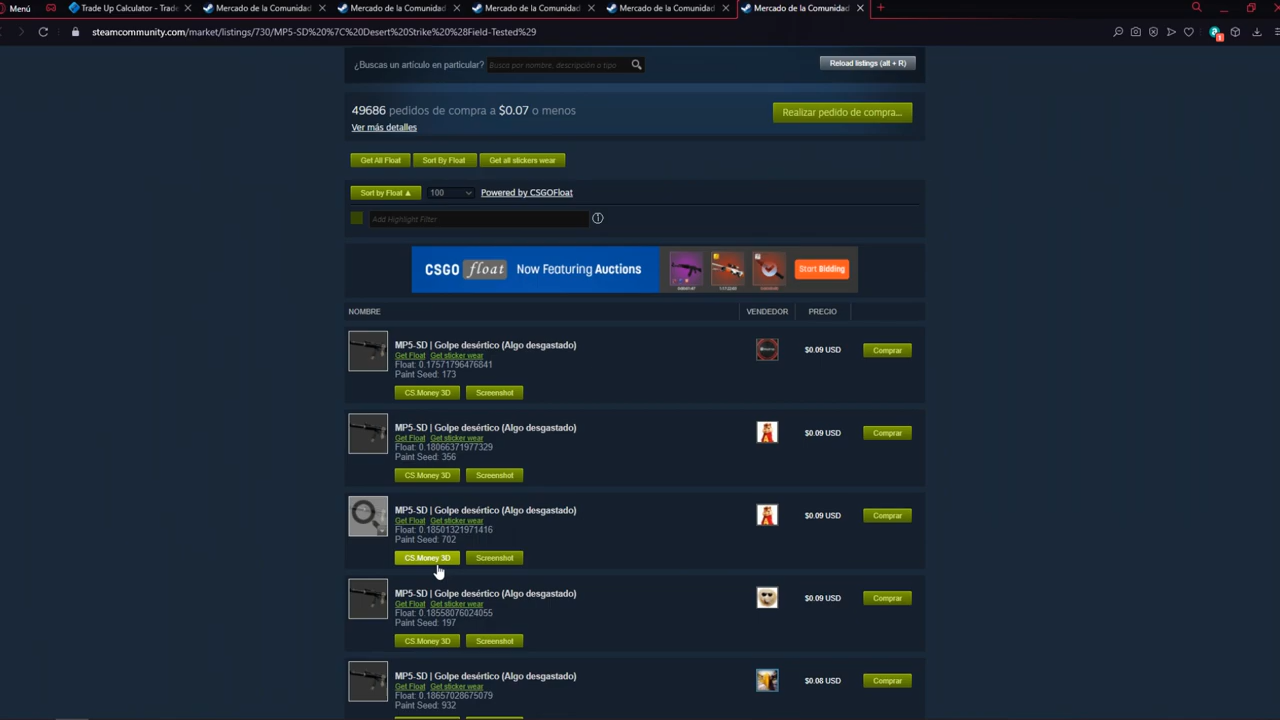 Menú
Trade Up Calculator - Trade
Mercado de la Comunidad
Mercado de la Comunidad
Mercado de la Comunidad
Mercado de la Comunidad
Mercado de la Comunidad
steamcommunity.com/market/listings/730/MP5-SD%20%7C%20Desert%20Strike%20%28Field-Tested%29
¿Buscas un artículo en particular?
Busca por nombre, descripción o tipo
Reload listings (alt + R)
49686 pedidos de compra a $0.07 o menos
Realizar pedido de compra...
Ver más detalles
Get All Float
Sort By Float
Get all stickers wear
Sort by Float ▲
100
Powered by CSGOFloat
Add Highlight Filter
CSGO float Now Featuring Auctions
Start Bidding
NOMBRE
VENDEDOR
PRECIO
MP5-SD | Golpe desértico (Algo desgastado)
Get Float Get sticker wear
Float: 0.17571796476841
Paint Seed: 173
$0.09 USD
Comprar
CS.Money 3D
Screenshot
MP5-SD | Golpe desértico (Algo desgastado)
Get Float Get sticker wear
Float: 0.18066371977329
Paint Seed: 356
$0.09 USD
Comprar
CS.Money 3D
Screenshot
MP5-SD | Golpe desértico (Algo desgastado)
Get Float Get sticker wear
Float: 0.18501321971416
Paint Seed: 702
$0.09 USD
Comprar
CS.Money 3D
Screenshot
MP5-SD | Golpe desértico (Algo desgastado)
Get Float Get sticker wear
Float: 0.18558076024055
Paint Seed: 197
$0.09 USD
Comprar
CS.Money 3D
Screenshot
MP5-SD | Golpe desértico (Algo desgastado)
Get Float Get sticker wear
Float: 0.18657028675079
Paint Seed: 932
$0.08 USD
Comprar